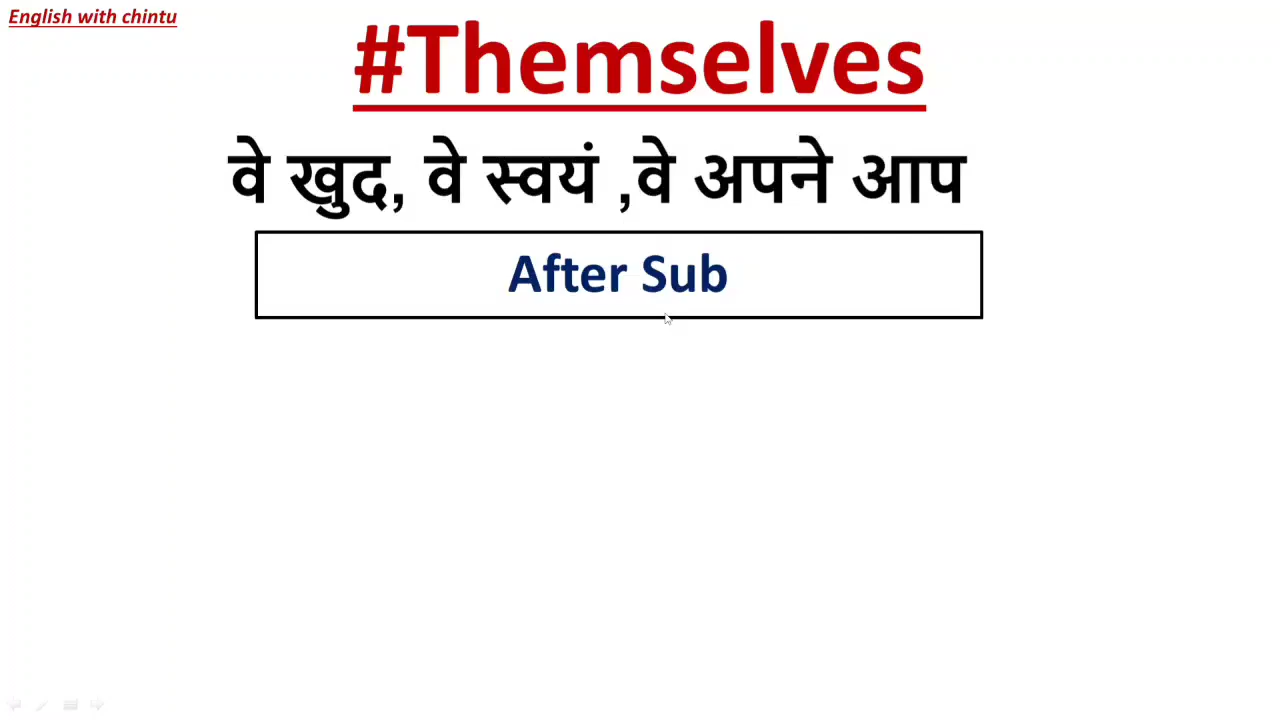 English with chintu
#Themselves
वे खुद, वे स्वयं ,वे अपने आप
After Sub